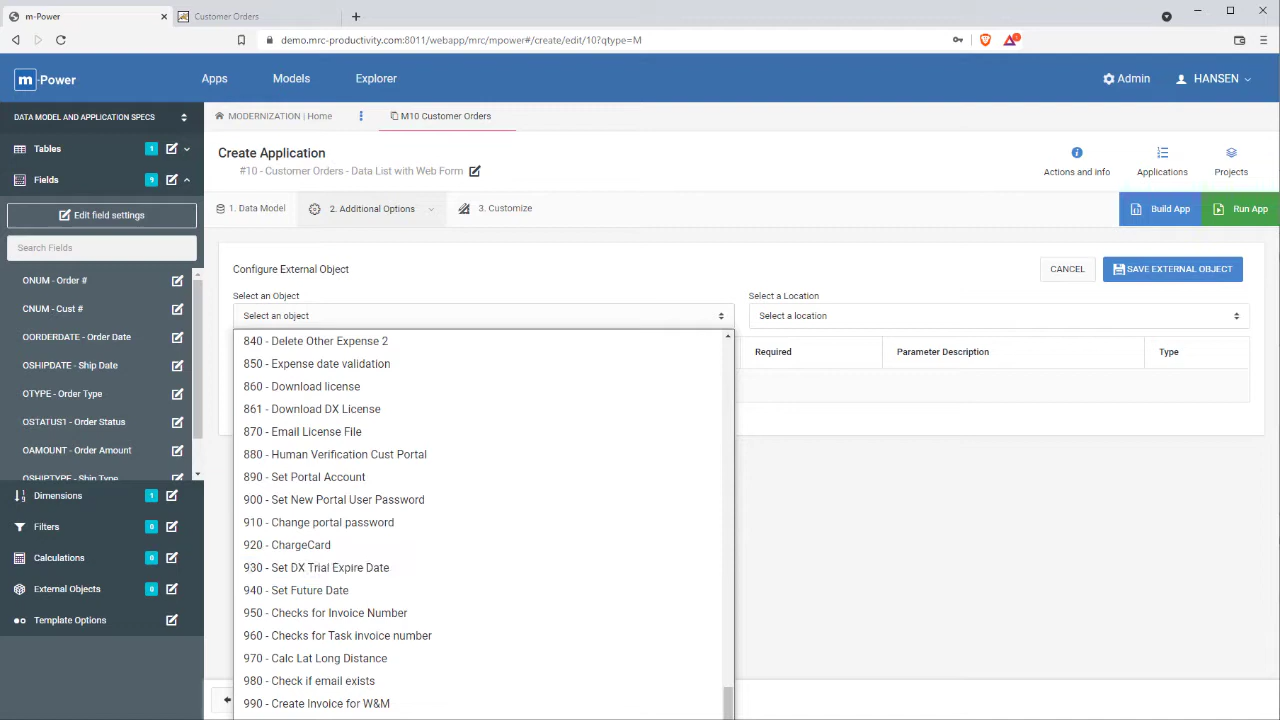 m-Power
Customer Orders
demo.mrc-productivity.com:8011/webapp/mrc/mpower#/create/edit/10?qtype=M
m -Power
Apps
Models
Explorer
Admin
HANSEN
DATA MODEL AND APPLICATION SPECS
MODERNIZATION | Home
M10 Customer Orders
Tables 1
Fields 9
Edit field settings
Search Fields
ONUM - Order #
CNUM - Cust #
OORDERDATE - Order Date
OSHIPDATE - Ship Date
OTYPE - Order Type
OSTATUS1 - Order Status
OAMOUNT - Order Amount
OSHIPTYPE - Ship Type
Dimensions 1
Filters 0
Calculations 0
External Objects 0
Template Options
Create Application
#10 - Customer Orders - Data List with Web Form
Actions and info
Applications
Projects
1. Data Model
2. Additional Options
3. Customize
Build App
Run App
Configure External Object
CANCEL
SAVE EXTERNAL OBJECT
Select an Object
Select a Location
Select an object
Select a location
Required
Parameter Description
Type
840 - Delete Other Expense 2
850 - Expense date validation
860 - Download license
861 - Download DX License
870 - Email License File
880 - Human Verification Cust Portal
890 - Set Portal Account
900 - Set New Portal User Password
910 - Change portal password
920 - ChargeCard
930 - Set DX Trial Expire Date
940 - Set Future Date
950 - Checks for Invoice Number
960 - Checks for Task invoice number
970 - Calc Lat Long Distance
980 - Check if email exists
990 - Create Invoice for W&M